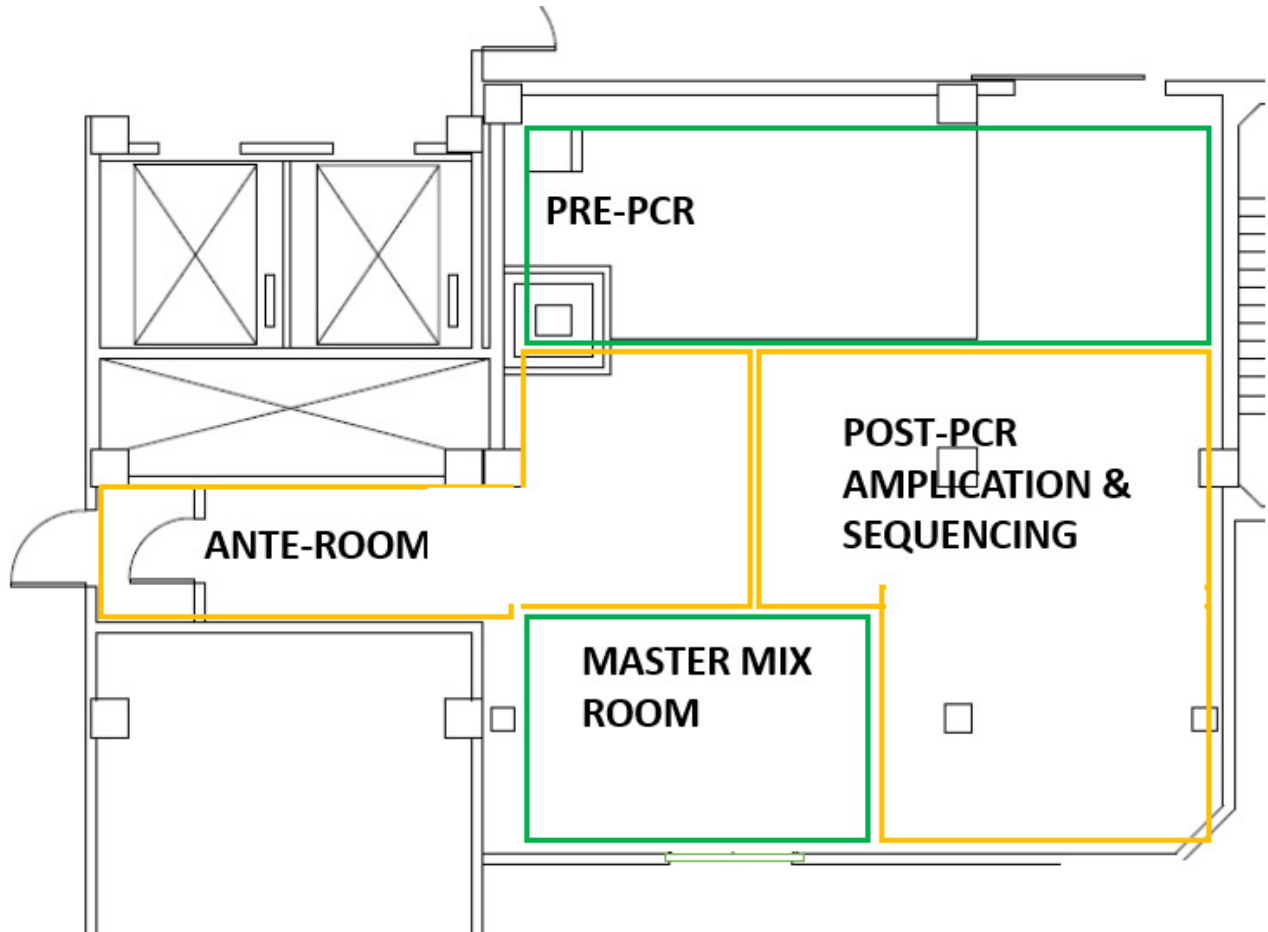 PRE-PCR
POST-PCR
AMPLICATION &
SEQUENCING
ANTE-ROOM
MASTER MIX
ROOM